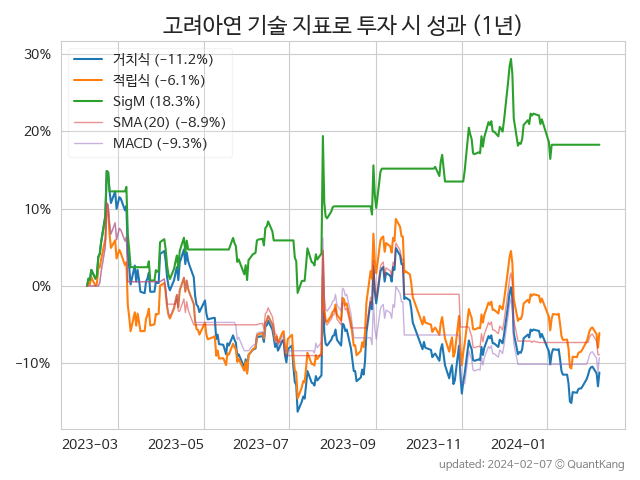 고려아연 기술 지표로 투자 시 성과 (1년)
거치식 (−11.2%)
적립식 (−6.1%)
SigM (18.3%)
SMA(20) (−8.9%)
MACD (−9.3%)
30%
20%
10%
0%
−10%
2023-03 2023-05 2023-07 2023-09 2023-11 2024-01
updated: 2024-02-07 © QuantKang